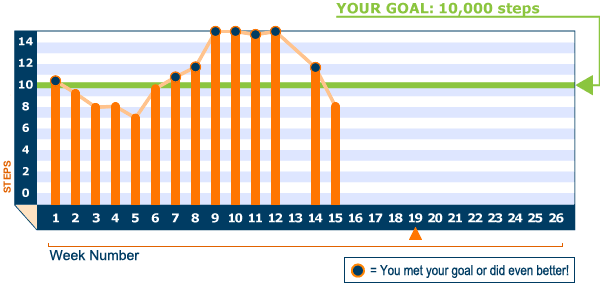 YOUR GOAL: 10,000 steps
14
12
10
8
6
4
2
0
STEPS
1 2 3 4 5 6 7 8 9 10 11 12 13 14 15 16 17 18 19 20 21 22 23 24 25 26
Week Number
= You met your goal or did even better!